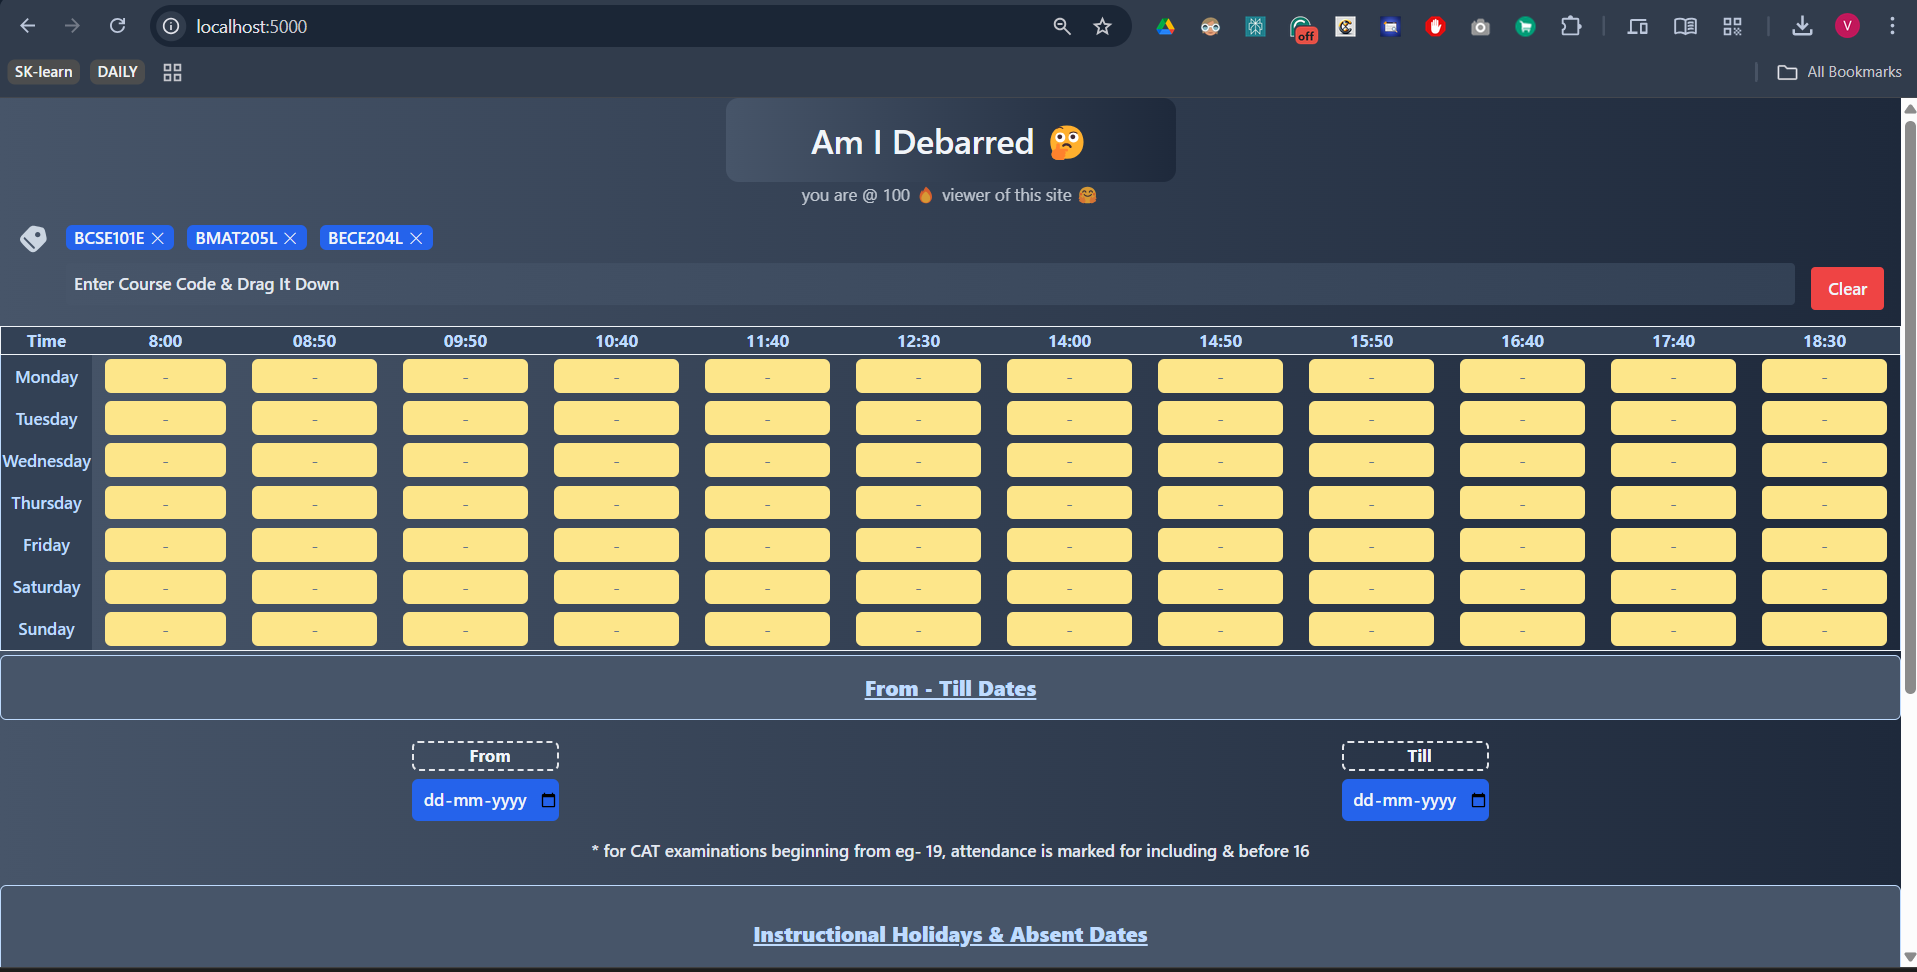 localhost:5000
off
V
SK-learn DAILY All Bookmarks
Am I Debarred 🤔
you are @ 100 🔥 viewer of this site 🤗
BCSE101E BMAT205L BECE204L
Enter Course Code & Drag It Down
Clear
Time 8:00 08:50 09:50 10:40 11:40 12:30 14:00 14:50 15:50 16:40 17:40 18:30
Monday - - - - - - - - - - - -
Tuesday - - - - - - - - - - - -
Wednesday - - - - - - - - - - - -
Thursday - - - - - - - - - - - -
Friday - - - - - - - - - - - -
Saturday - - - - - - - - - - - -
Sunday - - - - - - - - - - - -
From - Till Dates
From Till
dd-mm-yyyy dd-mm-yyyy
* for CAT examinations beginning from eg- 19, attendance is marked for including & before 16
Instructional Holidays & Absent Dates